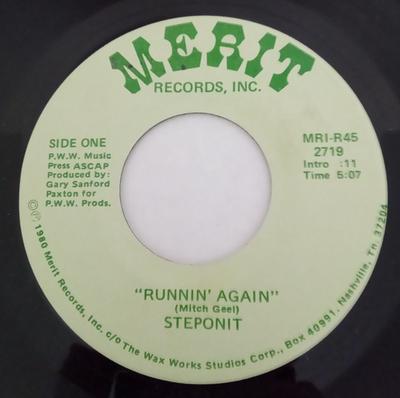 MERIT
RECORDS, INC.
SIDE ONE
P.W.W. Music
Press ASCAP
Produced by:
Gary Sanford
Paxton for
P.W.W. Prods.
MRI-R45
2719
Intro :11
Time 5:07
"RUNNIN' AGAIN"
(Mitch Geel)
STEPONIT
©℗ 1980 Merit Records, Inc. c/o The Wax Works Studios Corp., Box 40991, Nashville, Tn. 37204